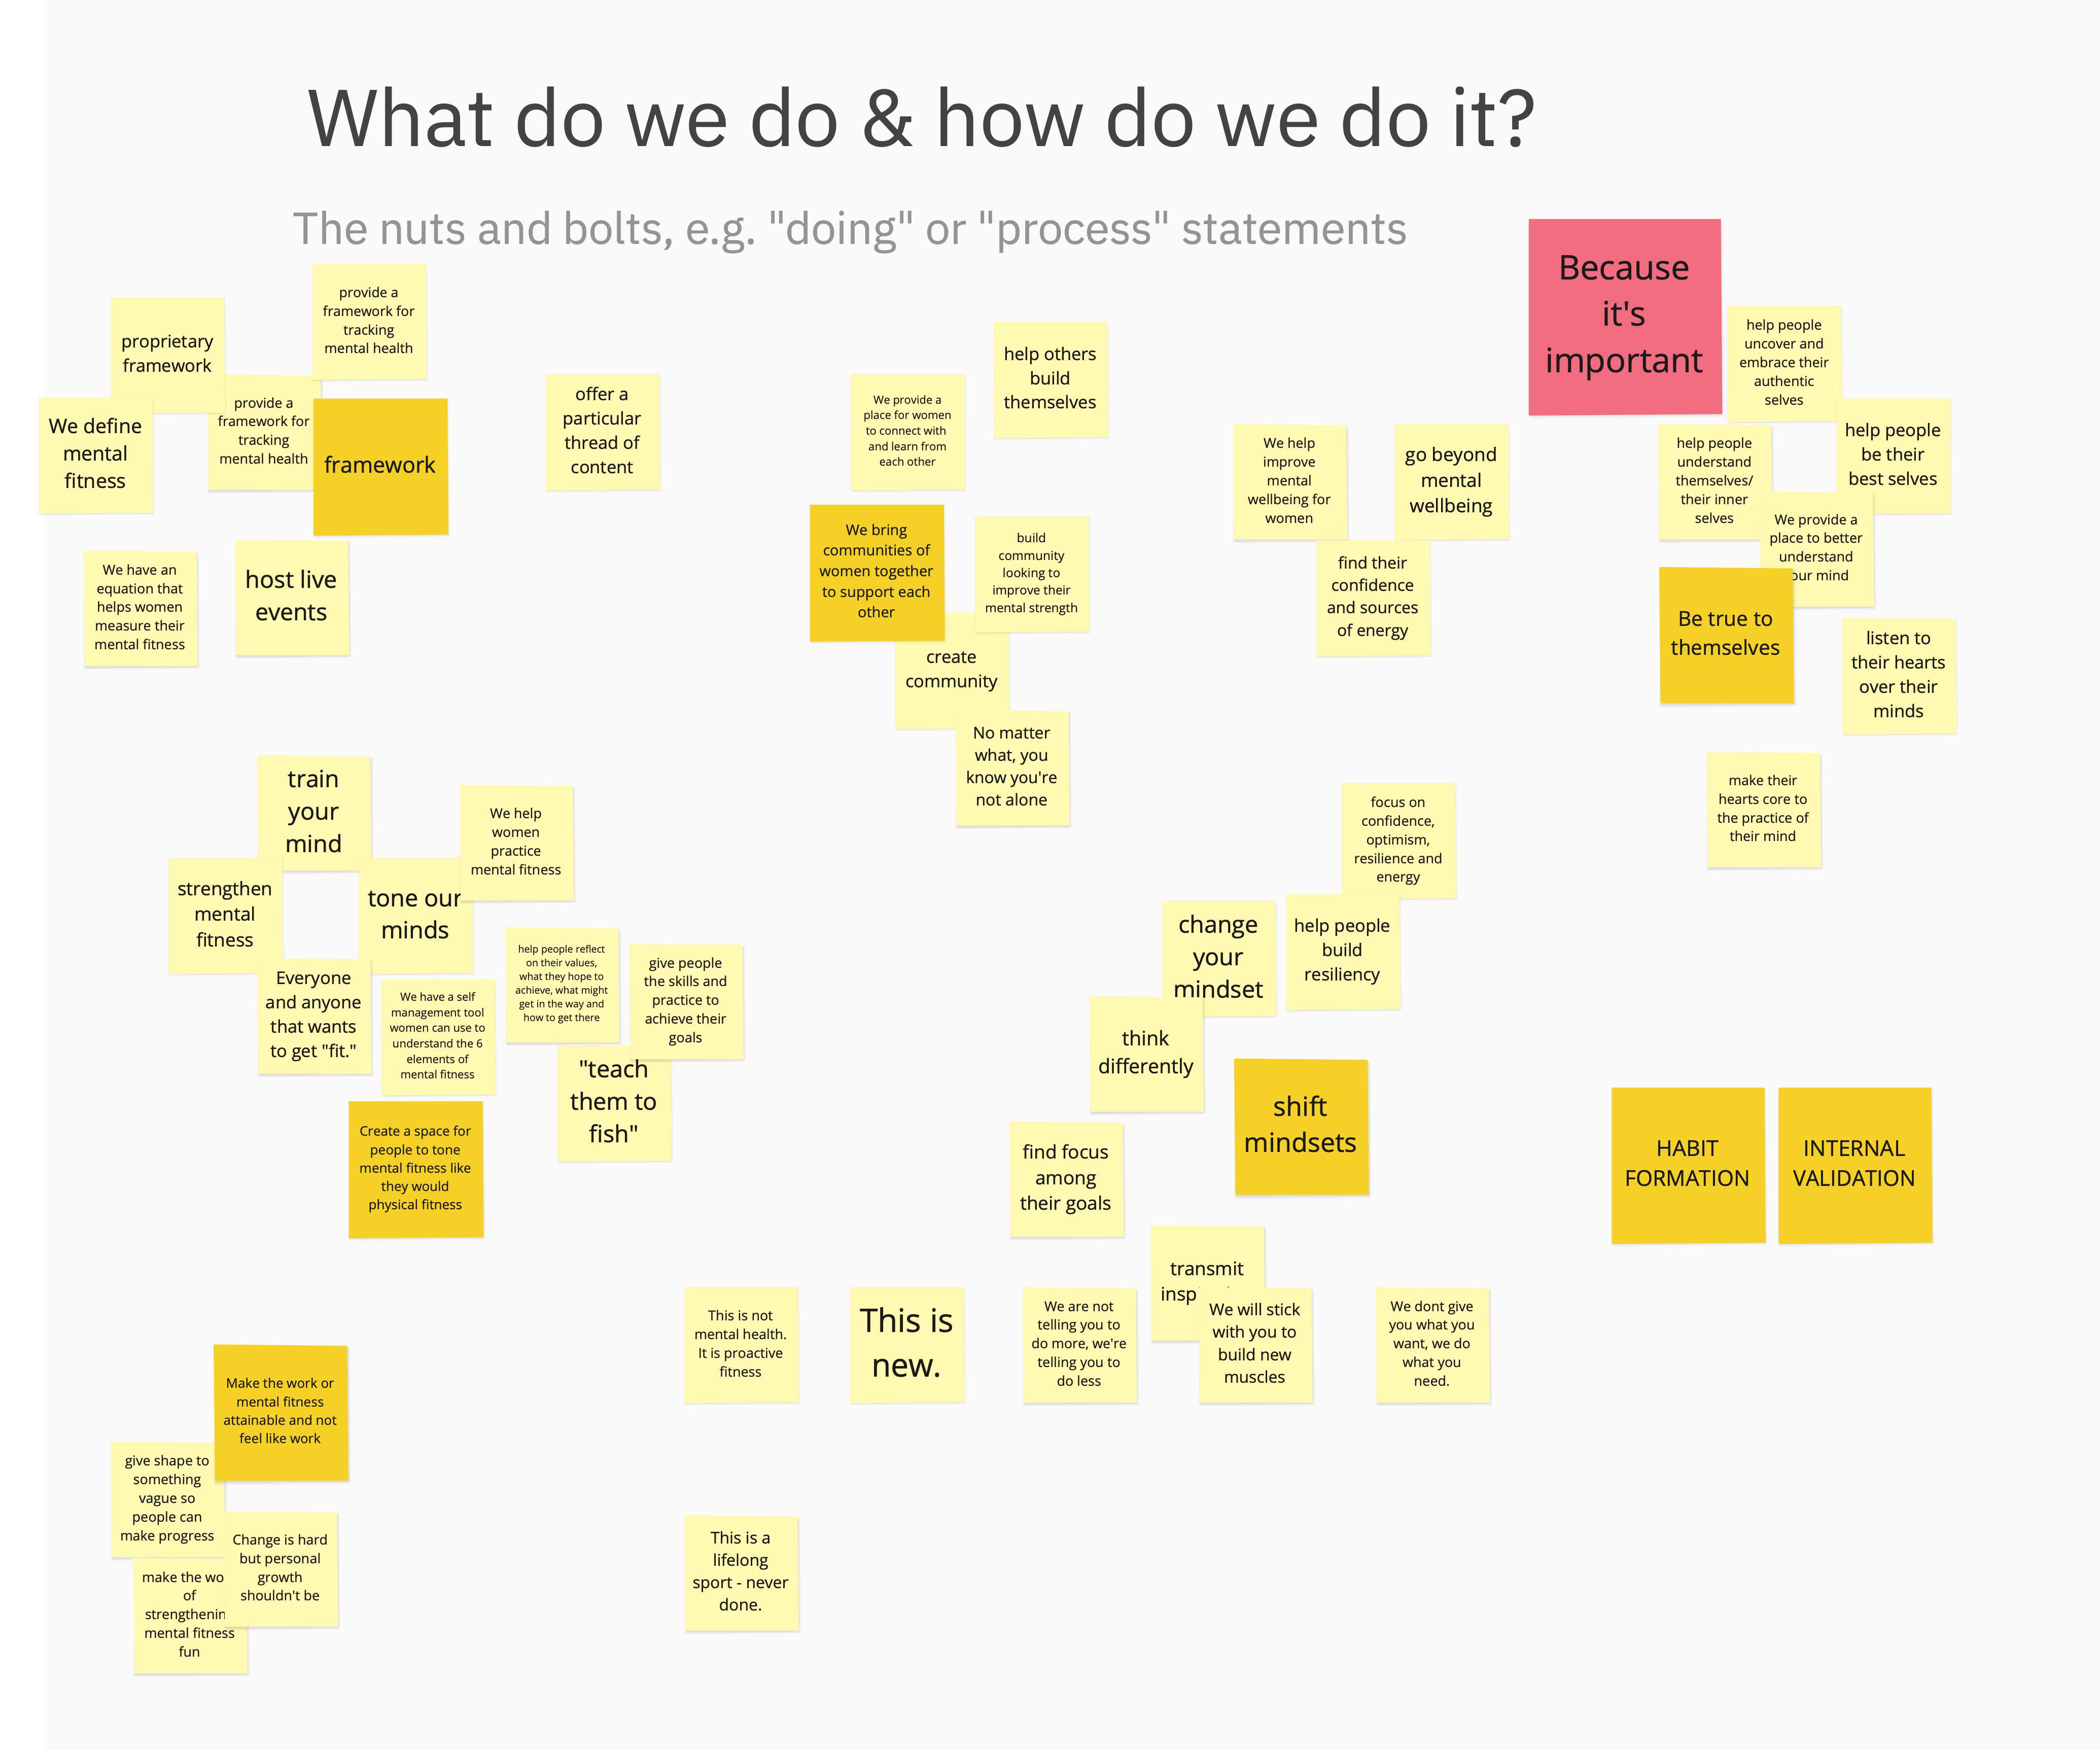 What do we do & how do we do it?
The nuts and bolts, e.g. "doing" or "process" statements
proprietary
framework
provide a
framework for
tracking
mental health
We define
mental
fitness
provide a
framework for
tracking
mental health
framework
We have an
equation that
helps women
measure their
mental fitness
host live
events
offer a
particular
thread of
content
We provide a
place for women
to connect with
and learn from
each other
help others
build
themselves
We bring
communities of
women together
to support each
other
build
community
looking to
improve their
mental strength
create
community
No matter
what, you
know you're
not alone
We help
improve
mental
wellbeing for
women
go beyond
mental
wellbeing
find their
confidence
and sources
of energy
Because
it's
important
help people
uncover and
embrace their
authentic
selves
help people
understand
themselves/
their inner
selves
help people
be their
best selves
We provide a
place to better
understand
our mind
Be true to
themselves
listen to
their hearts
over their
minds
make their
hearts core to
the practice of
their mind
train
your
mind
We help
women
practice
mental fitness
strengthen
mental
fitness
tone our
minds
Everyone
and anyone
that wants
to get "fit."
We have a self
management tool
women can use to
understand the 6
elements of
mental fitness
help people reflect
on their values,
what they hope to
achieve, what might
get in the way and
how to get there
give people
the skills and
practice to
achieve their
goals
"teach
them to
fish"
Create a space for
people to tone
mental fitness like
they would
physical fitness
focus on
confidence,
optimism,
resilience and
energy
change
your
mindset
help people
build
resiliency
think
differently
shift
mindsets
find focus
among
their goals
HABIT
FORMATION
INTERNAL
VALIDATION
transmit
This is not
mental health.
It is proactive
fitness
This is
new.
We are not
telling you to
do more, we're
telling you to
do less
We will stick
with you to
build new
muscles
We dont give
you what you
want, we do
what you
need.
Make the work or
mental fitness
attainable and not
feel like work
give shape to
something
vague so
people can
make progress
Change is hard
but personal
growth
shouldn't be
make the
of
mental fitness
fun
This is a
lifelong
sport - never
done.